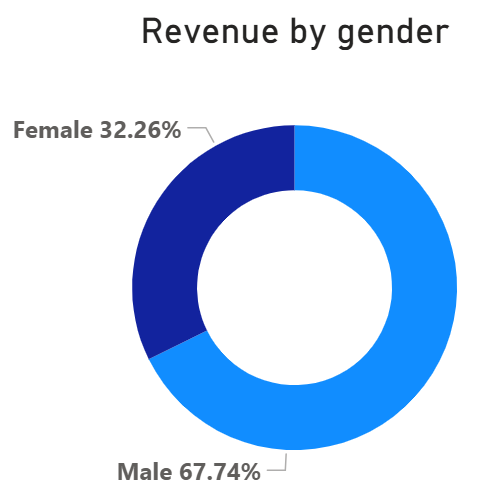 Revenue by gender
Female 32.26%
Male 67.74%